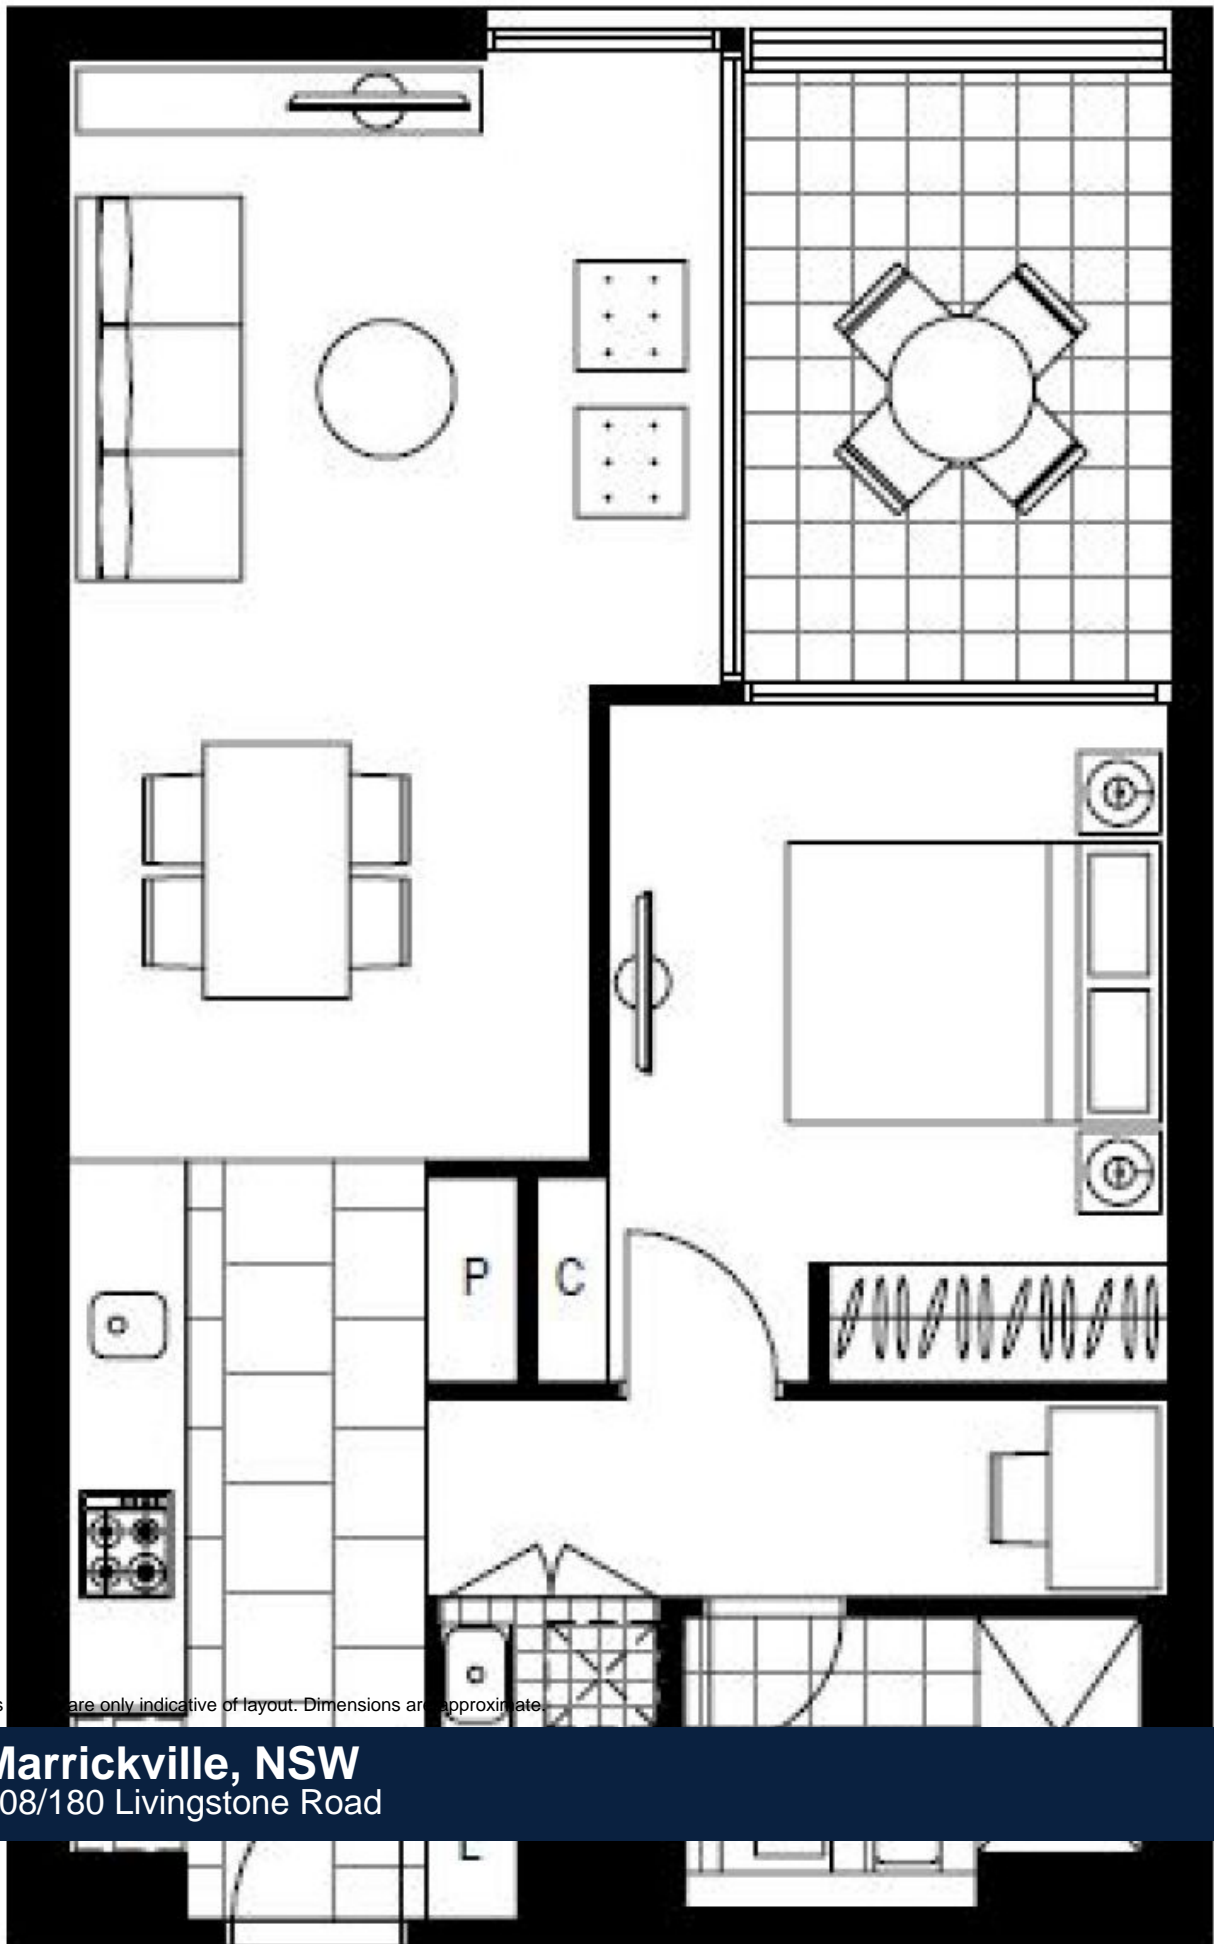 P
C
are only indicative of layout. Dimensions are approximate.
Marrickville, NSW
08/180 Livingstone Road
L